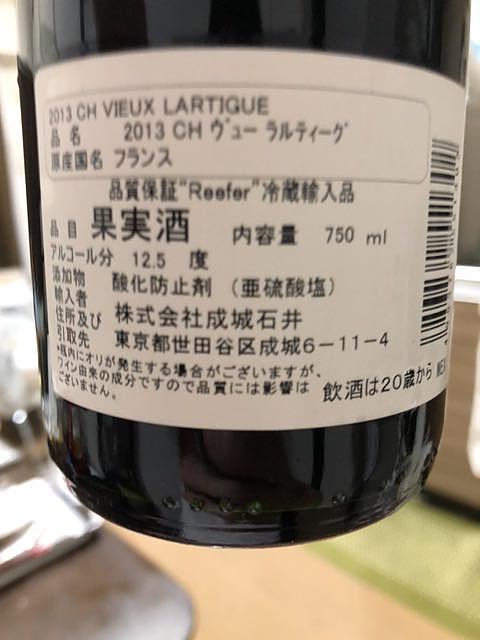 2013 CH VIEUX LARTIGUE
品 名 2013 CH ヴュー ラルティーグ
原産国名 フランス
品質保証"Reefer"冷蔵輸入品
品目 果実酒 内容量 750 ml
アルコール分 12.5 度
添加物 酸化防止剤 (亜硫酸塩)
輸入者
住所及び 株式会社成城石井
引取先 東京都世田谷区成城6-11-4
*瓶内にオリが発生する場合がございますが、
ワイン由来の成分ですので品質には影響は
ございません。
飲酒は20歳から